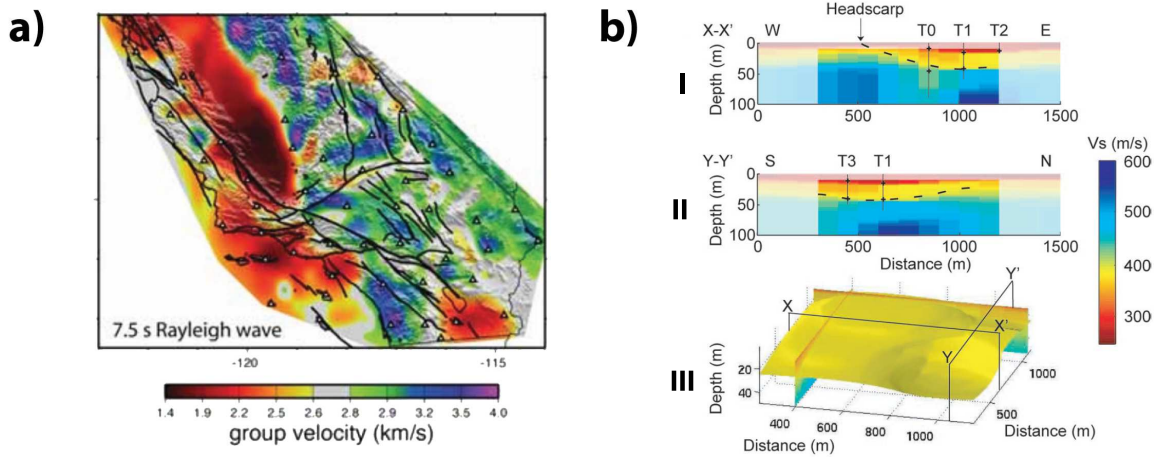 a)
7.5 s Rayleigh wave
-120 -115
1.4 1.9 2.2 2.6 2.8 2.9 3.2 3.5 4.0
group velocity (km/s)
b)
Headscarp
X-X' W T0 T1 T2 E
I
Depth (m)
0
50
100
0 500 1000 1500
Y-Y' S T3 T1 N
II
Depth (m)
0
50
100
0 500 1000 1500
Distance (m)
Vs (m/s)
600
500
400
300
III
X
Y'
X'
Y
Depth (m)
20
40
400 600 800 1000
Distance (m)
500
1000
Distance (m)